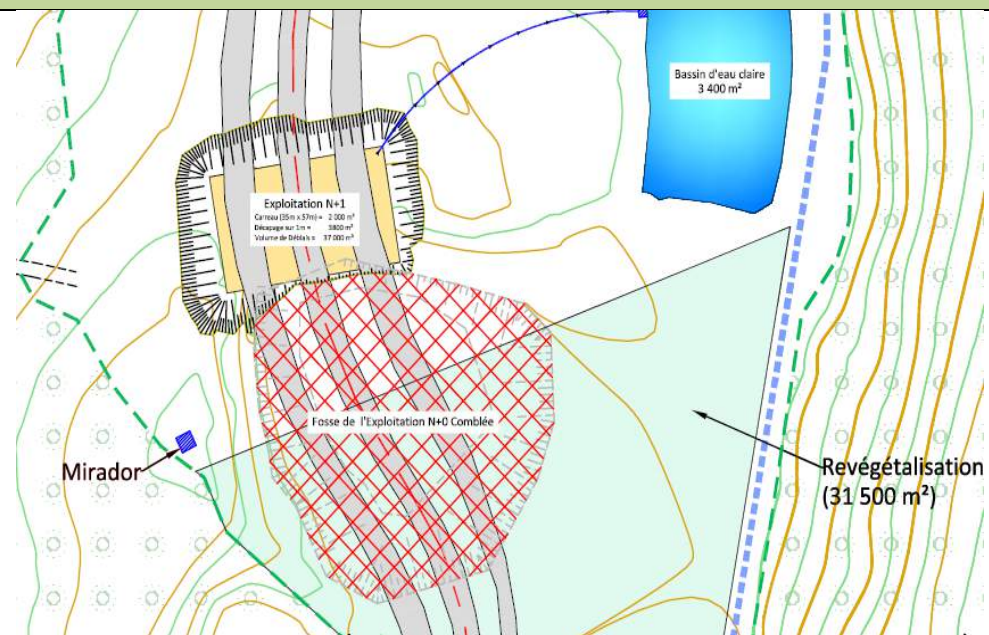 Bassin d'eau claire
3 400 m²
Exploitation N+1
Carreau (35m x 57m) = 2 000 m²
Décapage sur 1m = 3800 m²
Volume de Déblais = 37 000 m³
Fosse de l'Exploitation N+0 Comblée
Mirador
Revégétalisation
(31 500 m²)